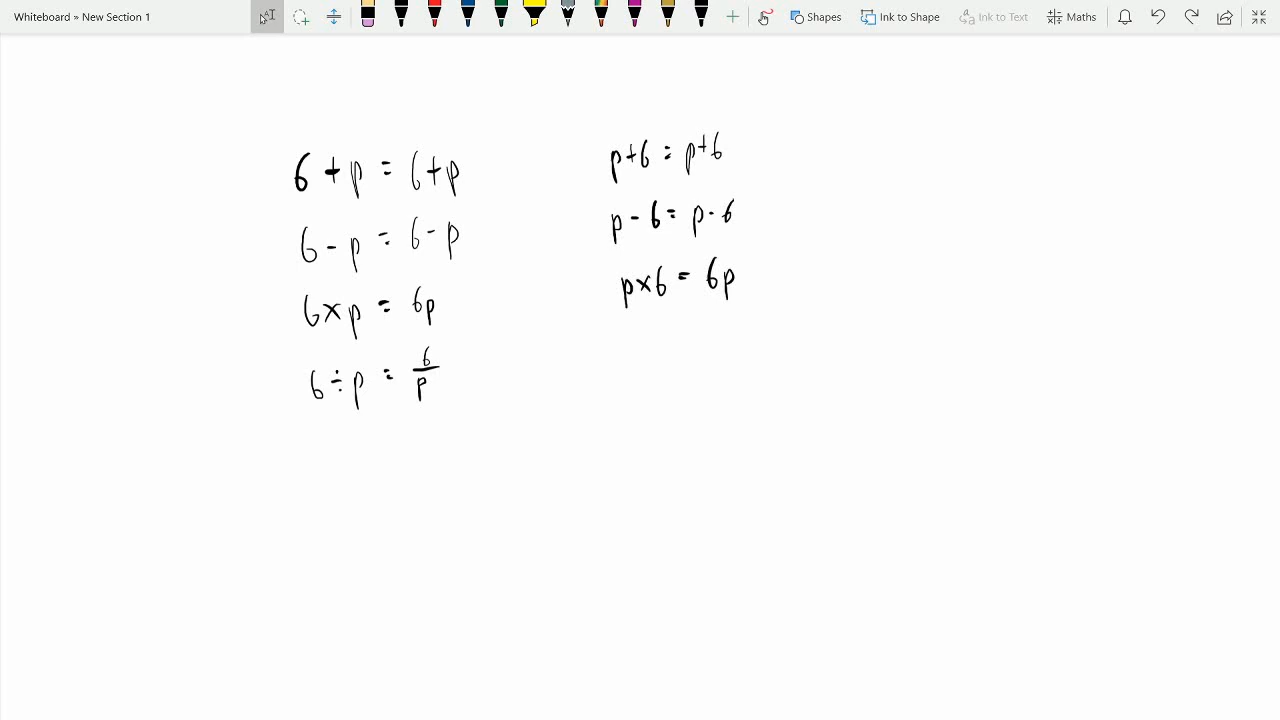 Whiteboard » New Section 1
Shapes
Ink to Shape
Ink to Text
Maths
6 + p = 6 + p
6 - p = 6 - p
6 × p = 6p
6 ÷ p = 6/p
p + 6 = p + 6
p - 6 = p - 6
p × 6 = 6p